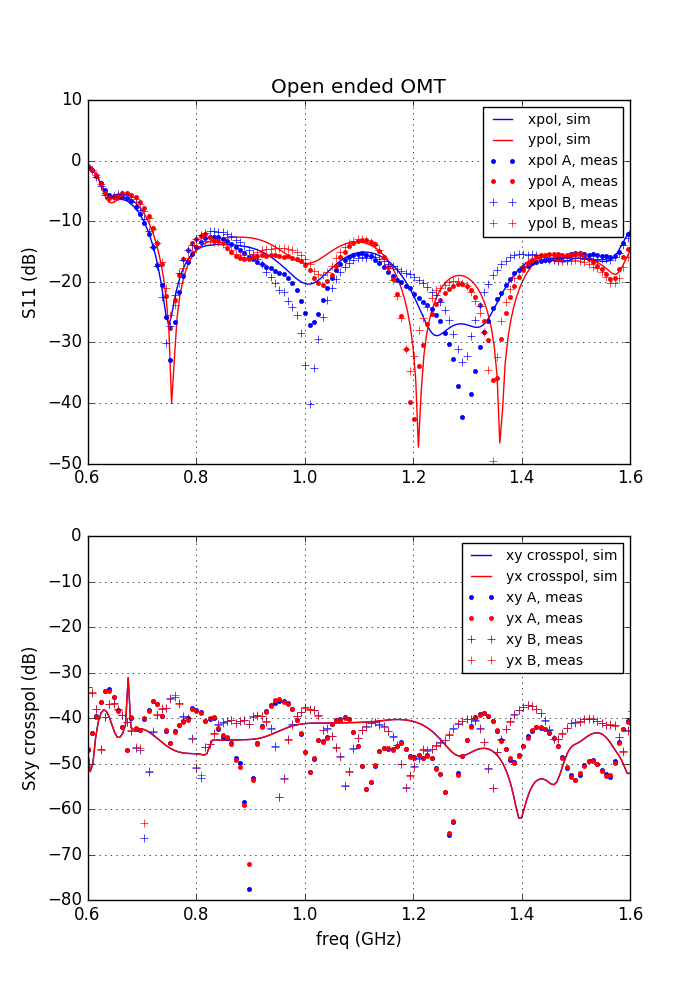 Open ended OMT
10
0
−10
−20
−30
−40
−50
S11 (dB)
xpol, sim
ypol, sim
xpol A, meas
ypol A, meas
xpol B, meas
ypol B, meas
0.6 0.8 1.0 1.2 1.4 1.6
0
−10
−20
−30
−40
−50
−60
−70
−80
Sxy crosspol (dB)
xy crosspol, sim
yx crosspol, sim
xy A, meas
yx A, meas
xy B, meas
yx B, meas
0.6 0.8 1.0 1.2 1.4 1.6
freq (GHz)